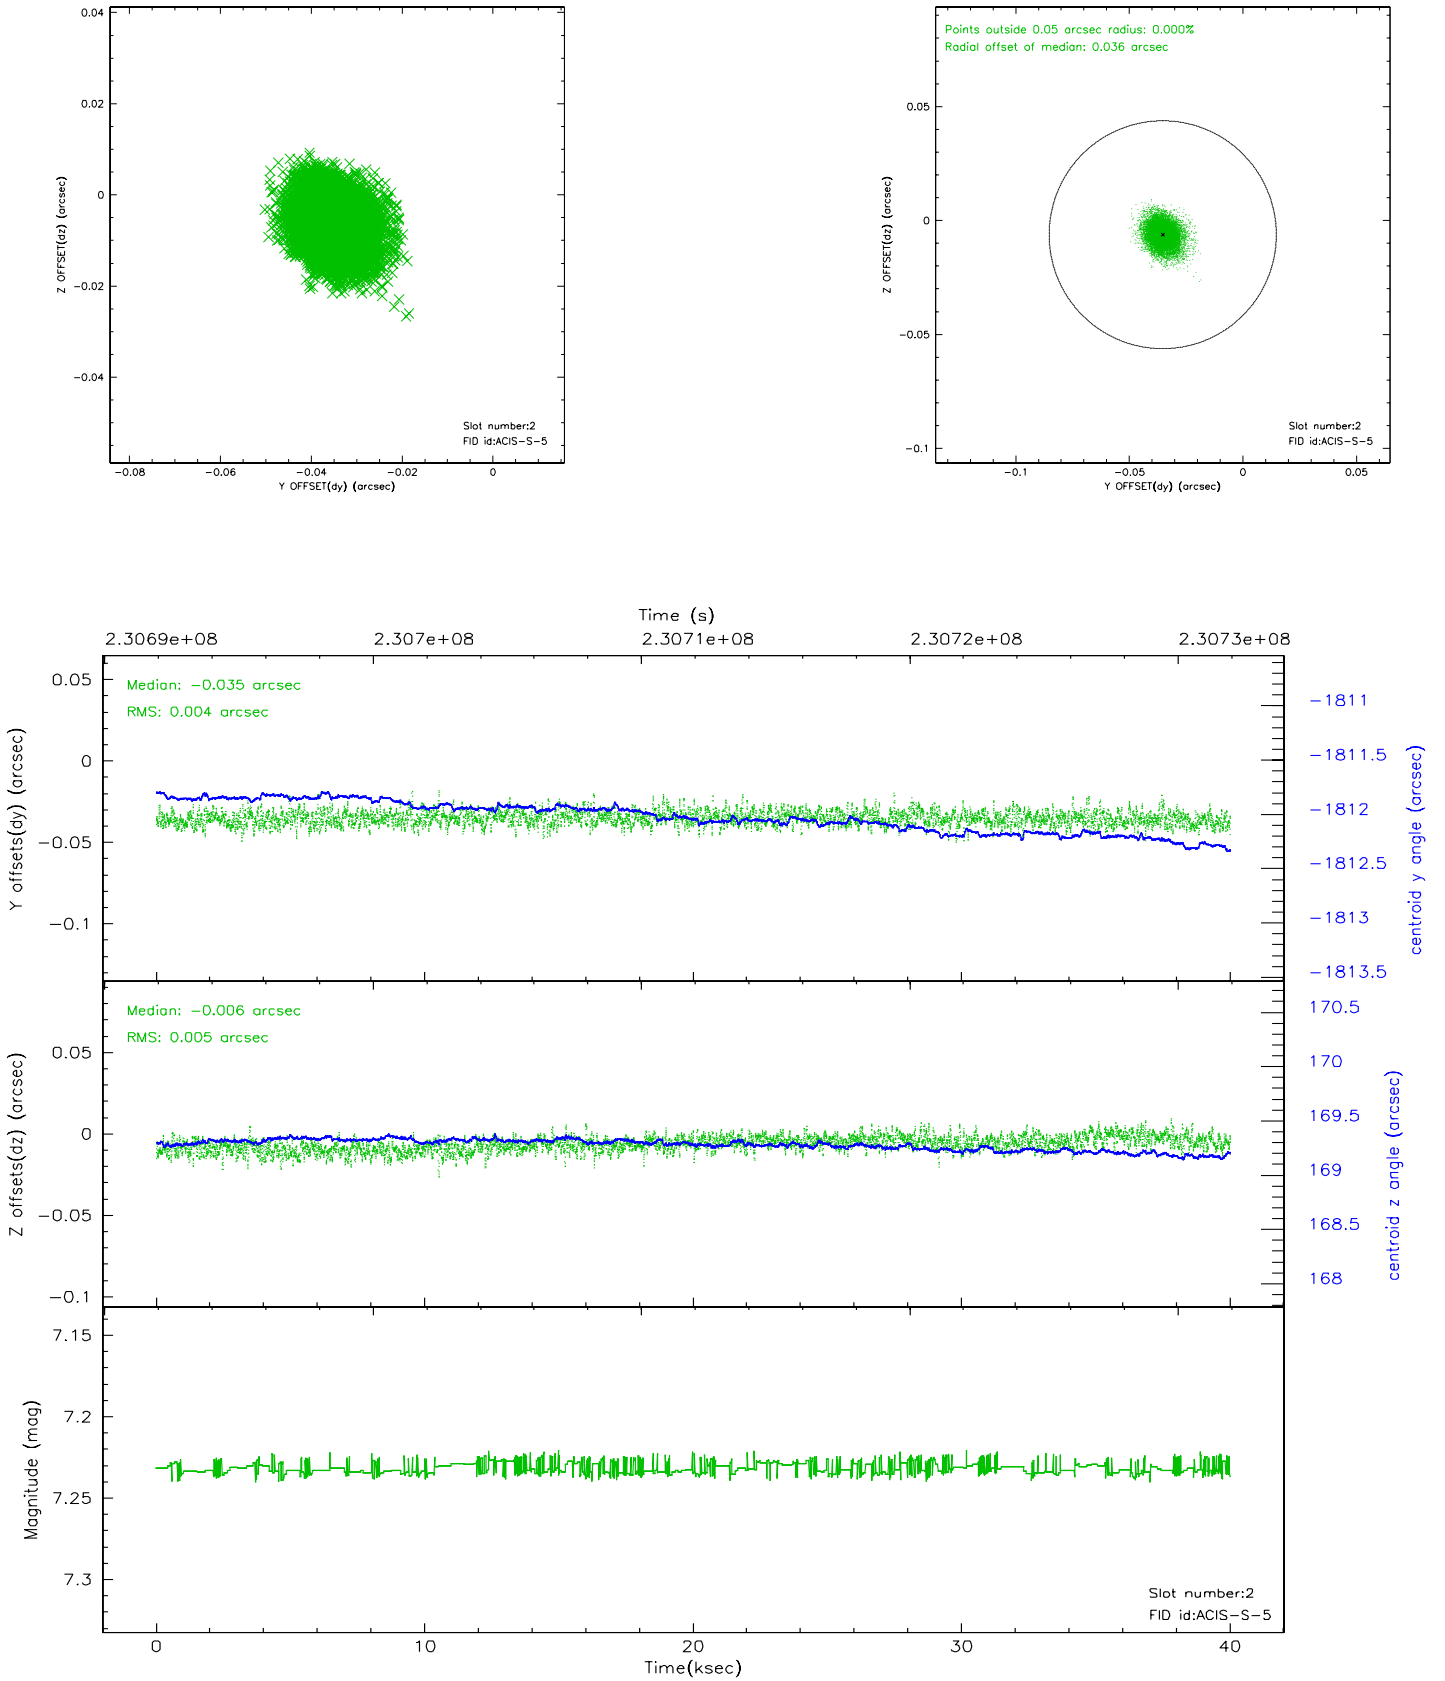 0.04
0.02
0
-0.02
-0.04
Z OFFSET(dz) (arcsec)
Slot number:2
FID id:ACIS-S-5
-0.08 -0.06 -0.04 -0.02 0
Y OFFSET(dy) (arcsec)
Points outside 0.05 arcsec radius: 0.000%
Radial offset of median: 0.036 arcsec
0.05
0
-0.05
-0.1
Z OFFSET(dz) (arcsec)
Slot number:2
FID id:ACIS-S-5
-0.1 -0.05 0 0.05
Y OFFSET(dy) (arcsec)
Time (s)
2.3069e+08 2.307e+08 2.3071e+08 2.3072e+08 2.3073e+08
Median: -0.035 arcsec
RMS: 0.004 arcsec
0.05
0
-0.05
-0.1
Y offsets(dy) (arcsec)
-1811
-1811.5
-1812
-1812.5
-1813
-1813.5
centroid y angle (arcsec)
Median: -0.006 arcsec
RMS: 0.005 arcsec
0.05
0
-0.05
-0.1
Z offsets(dz) (arcsec)
170.5
170
169.5
169
168.5
168
centroid z angle (arcsec)
7.15
7.2
7.25
7.3
Magnitude (mag)
Slot number:2
FID id:ACIS-S-5
0 10 20 30 40
Time(ksec)